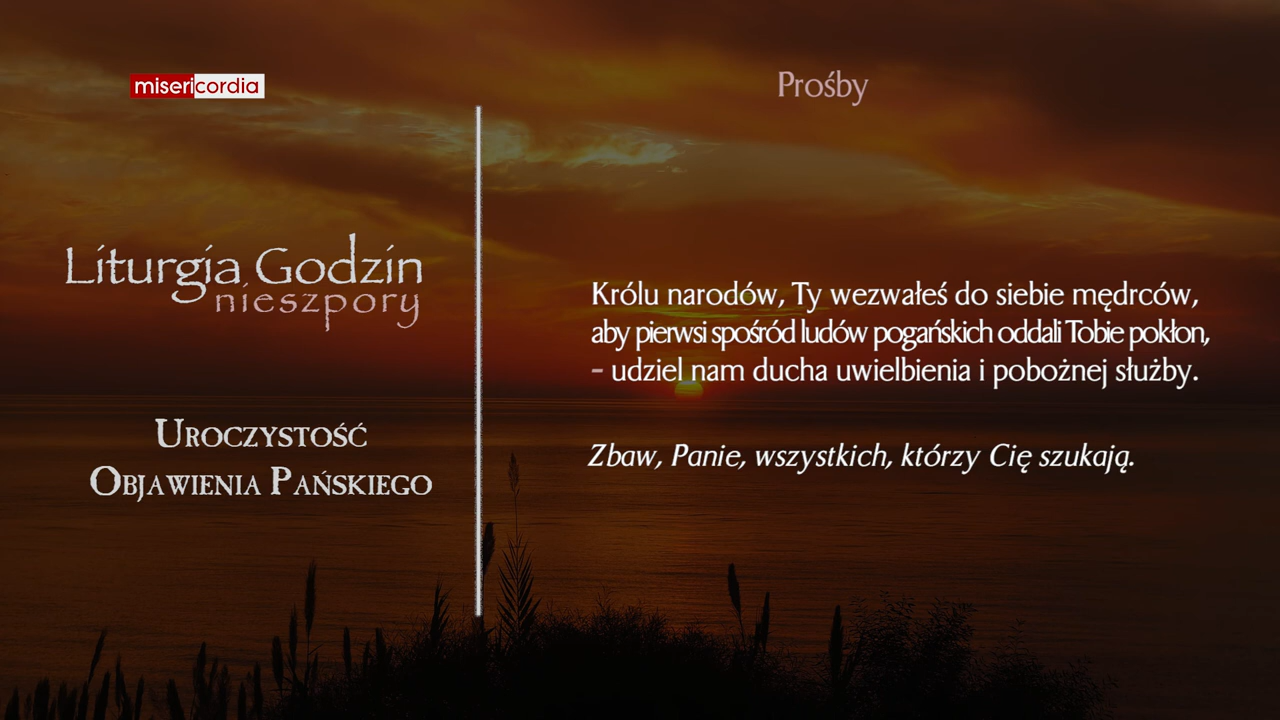 misericordia
Prośby
Liturgia Godzin
nieszpory
Uroczystość
Objawienia Pańskiego
Królu narodów, Ty wezwałeś do siebie mędrców,
aby pierwsi spośród ludów pogańskich oddali Tobie pokłon,
- udziel nam ducha uwielbienia i pobożnej służby.
Zbaw, Panie, wszystkich, którzy Cię szukają.